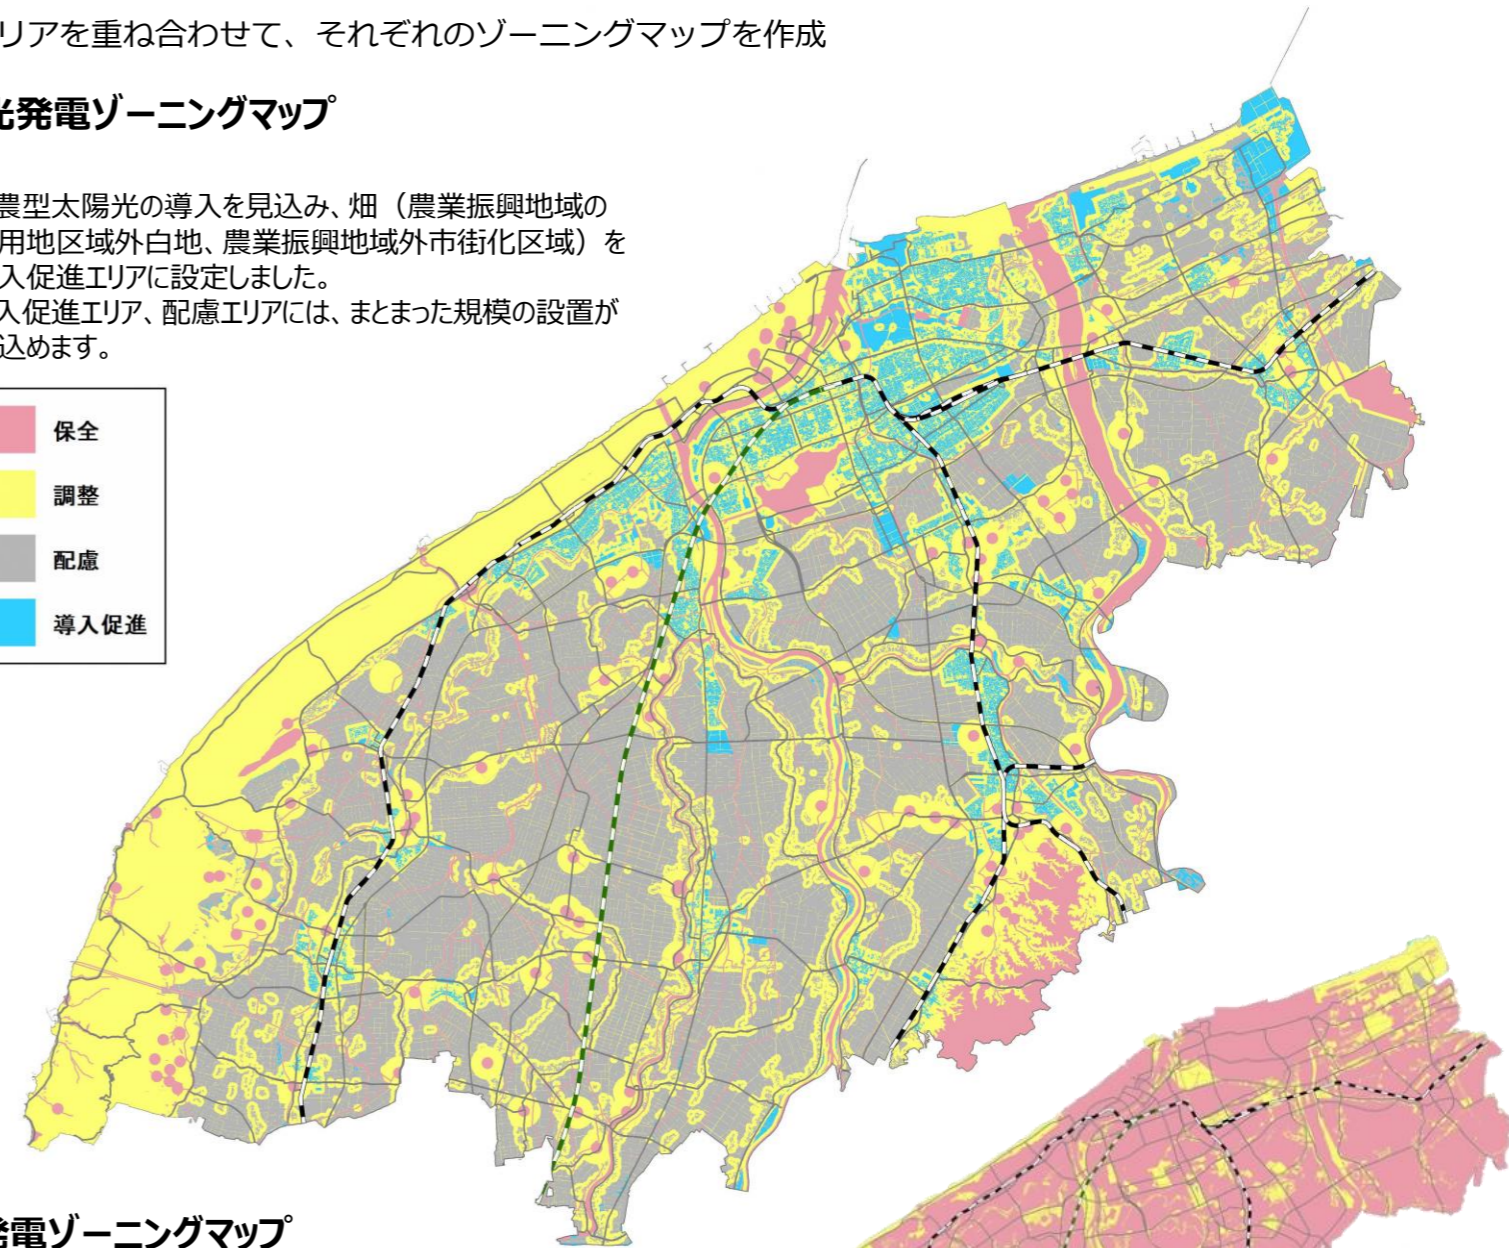 リアを重ね合わせて、それぞれのゾーニングマップを作成
光発電ゾーニングマップ
農型太陽光の導入を見込み、畑（農業振興地域の
用地区域外白地、農業振興地域外市街化区域）を
入促進エリアに設定しました。
入促進エリア、配慮エリアには、まとまった規模の設置が
込めます。
保全
調整
配慮
導入促進
発電ゾーニングマップ